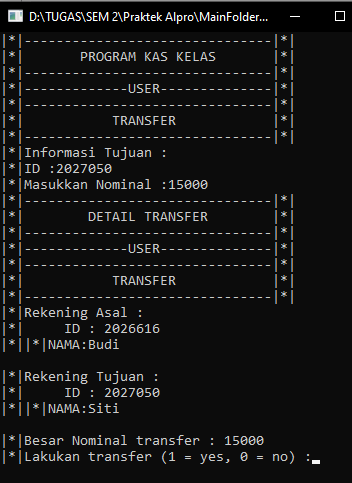 D:\TUGAS\SEM 2\Praktek Alpro\MainFolder...
|*|-------------------------------|*|
|*|       PROGRAM KAS KELAS       |*|
|*|-------------------------------|*|
|*|-------------USER--------------|*|
|*|-------------------------------|*|
|*|           TRANSFER            |*|
|*|-------------------------------|*|
|*|Informasi Tujuan :
|*|ID :2027050
|*|Masukkan Nominal :15000
|*|-------------------------------|*|
|*|        DETAIL TRANSFER        |*|
|*|-------------------------------|*|
|*|-------------USER--------------|*|
|*|-------------------------------|*|
|*|           TRANSFER            |*|
|*|-------------------------------|*|
|*|Rekening Asal :
|*|     ID : 2026616
|*||*|NAMA:Budi
|*|Rekening Tujuan :
|*|     ID : 2027050
|*||*|NAMA:Siti
|*|Besar Nominal transfer : 15000
|*|Lakukan transfer (1 = yes, 0 = no) :